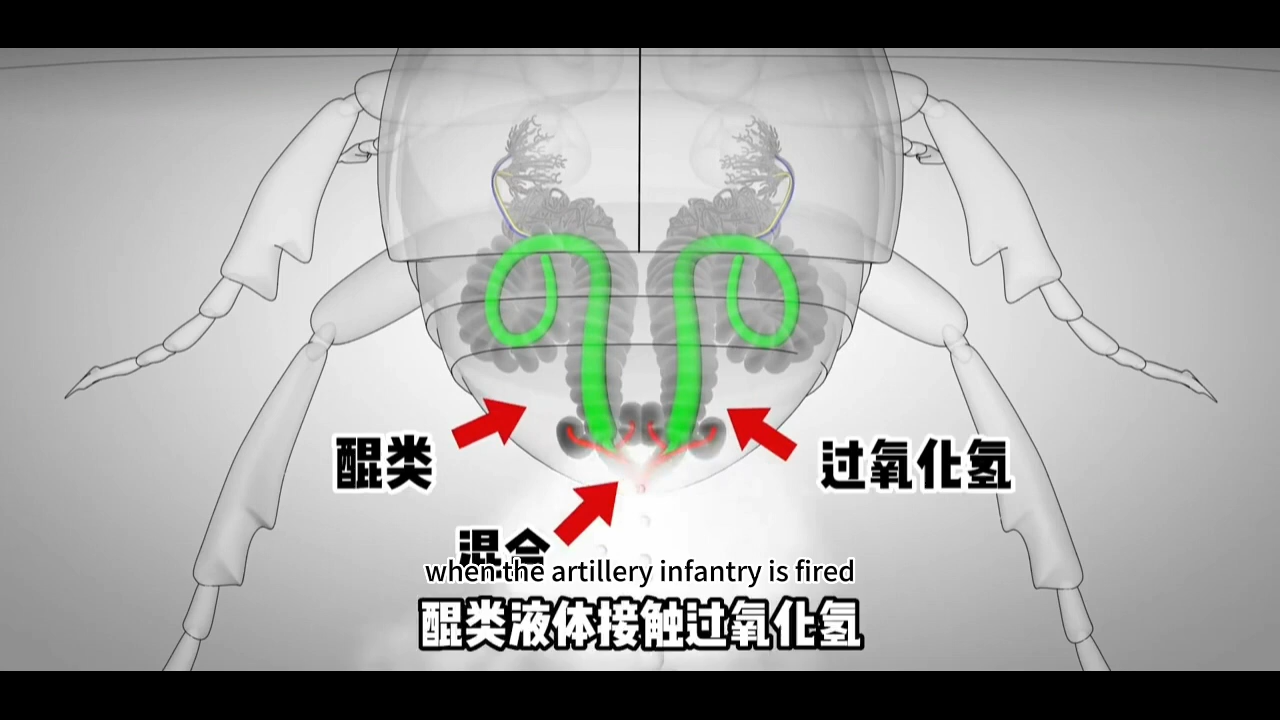 醌类
过氧化氢
混合
when the artillery infantry is fired
醌类液体接触过氧化氢